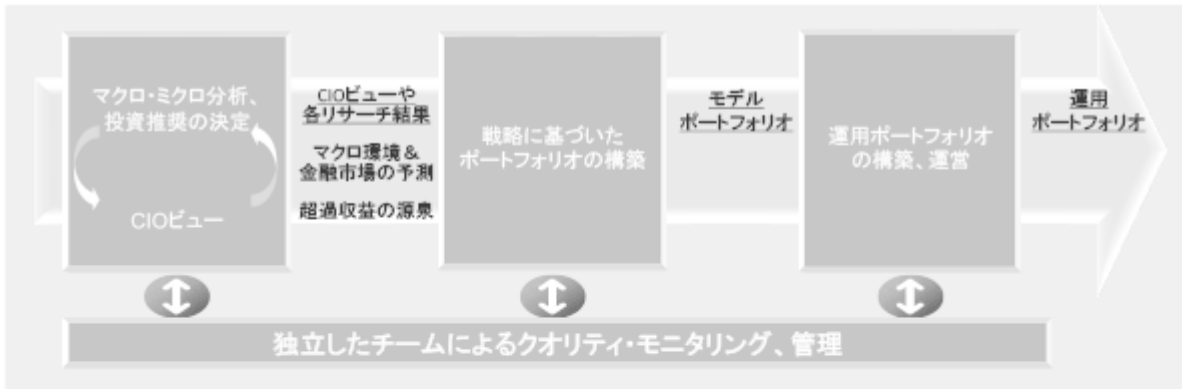 マクロ・ミクロ分析、
投資推奨の決定
CIOビュー
CIOビューや
各リサーチ結果
マクロ環境＆
金融市場の予測
超過収益の源泉
戦略に基づいた
ポートフォリオの構築
モデル
ポートフォリオ
運用ポートフォリオ
の構築、運営
運用
ポートフォリオ
独立したチームによるクオリティ・モニタリング、管理